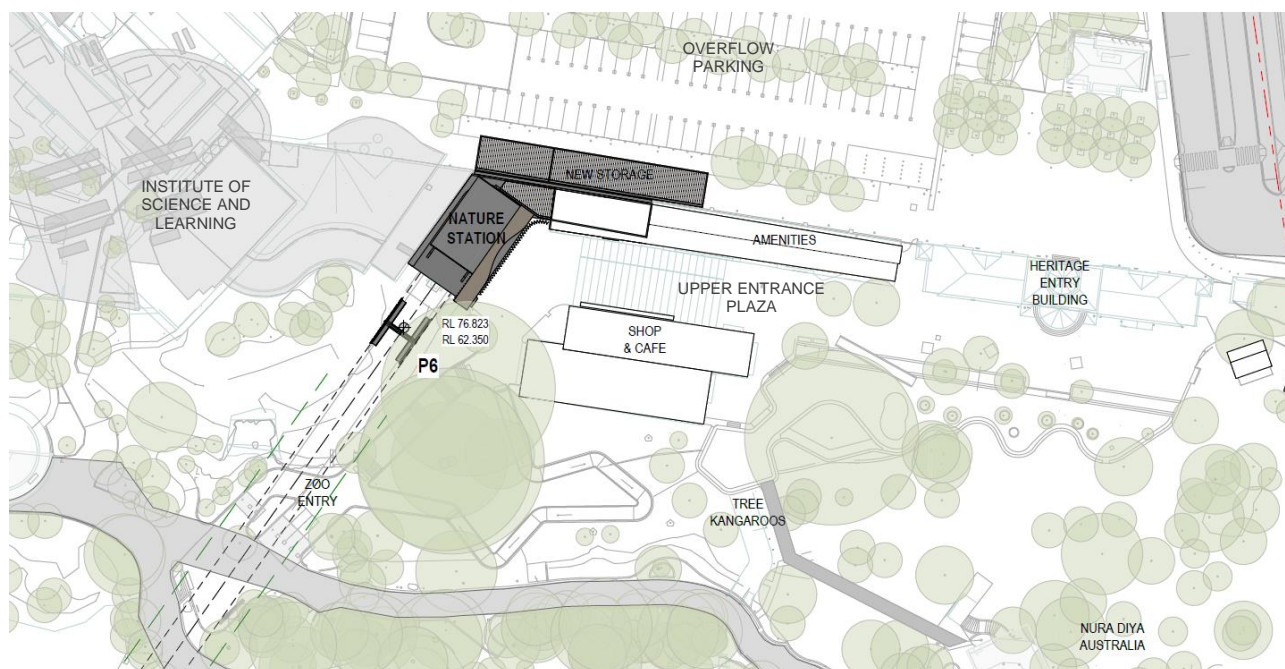 OVERFLOW
PARKING
INSTITUTE OF
SCIENCE AND
LEARNING
NEW STORAGE
NATURE
STATION
AMENITIES
HERITAGE
ENTRY
BUILDING
UPPER ENTRANCE
PLAZA
RL 76.823
RL 62.350
SHOP
& CAFE
P6
ZOO
ENTRY
TREE
KANGAROOS
NURA DIYA
AUSTRALIA